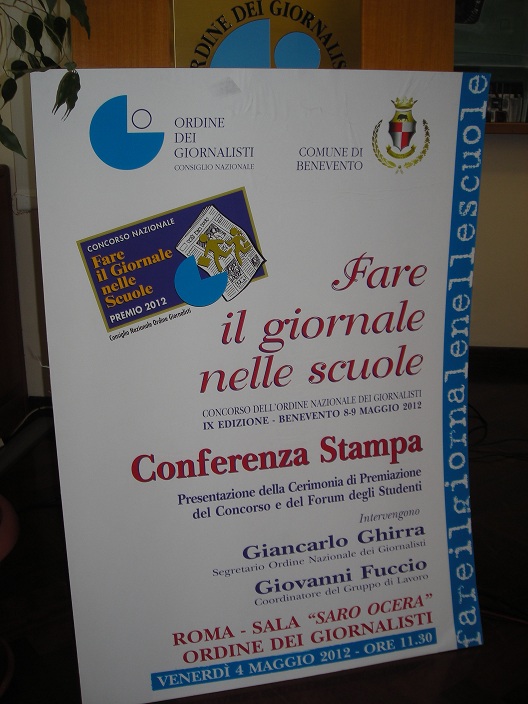 ORDINE DEI GIORNALISTI
ORDINE
DEI
GIORNALISTI
CONSIGLIO NAZIONALE
COMUNE DI
BENEVENTO
CONCORSO NAZIONALE
Fare
il Giornale
nelle
Scuole
PREMIO 2012
Consiglio Nazionale Ordine Giornalisti
Fare
il giornale
nelle scuole
CONCORSO DELL'ORDINE NAZIONALE DEI GIORNALISTI
IX EDIZIONE - BENEVENTO 8-9 MAGGIO 2012
Conferenza Stampa
Presentazione della Cerimonia di Premiazione
del Concorso e del Forum degli Studenti
Intervengono
Giancarlo Ghirra
Segretario Ordine Nazionale dei Giornalisti
Giovanni Fuccio
Coordinatore del Gruppo di Lavoro
ROMA - SALA "SARO OCERA"
ORDINE DEI GIORNALISTI
VENERDÌ 4 MAGGIO 2012 - ORE 11.30
fareilgiornalenellescuole